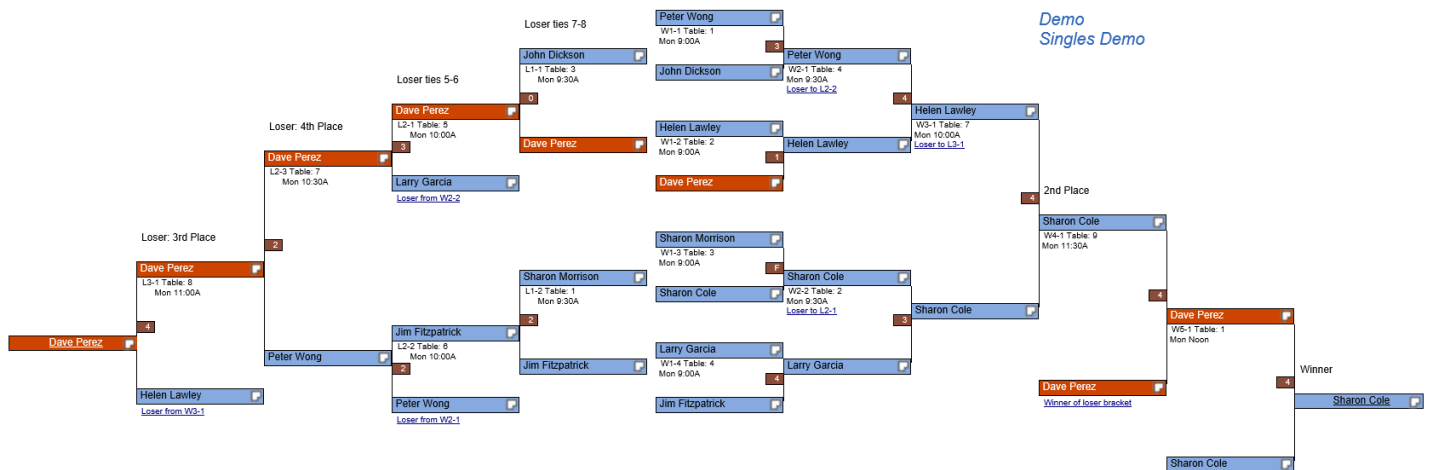 Demo
Singles Demo
Loser ties 7-8
Peter Wong
W1-1 Table: 1
Mon 9:00A
3
John Dickson
John Dickson
L1-1 Table: 3
Mon 9:30A
0
Dave Perez
Peter Wong
W2-1 Table: 4
Mon 9:30A
Loser to L2-2
4
Loser ties 5-6
Dave Perez
L2-1 Table: 5
Mon 10:00A
3
Larry Garcia
Loser from W2-2
Helen Lawley
W1-2 Table: 2
Mon 9:00A
1
Dave Perez
Helen Lawley
Helen Lawley
W3-1 Table: 7
Mon 10:00A
Loser to L3-1
4
Loser: 4th Place
Dave Perez
L2-3 Table: 7
Mon 10:30A
2
Peter Wong
Loser: 3rd Place
Dave Perez
L3-1 Table: 8
Mon 11:00A
4
Dave Perez
Helen Lawley
Loser from W3-1
Sharon Morrison
L1-2 Table: 1
Mon 9:30A
2
Jim Fitzpatrick
Jim Fitzpatrick
L2-2 Table: 6
Mon 10:00A
2
Peter Wong
Loser from W2-1
Sharon Morrison
W1-3 Table: 3
Mon 9:00A
F
Sharon Cole
Sharon Cole
W2-2 Table: 2
Mon 9:30A
Loser to L2-1
3
Larry Garcia
W1-4 Table: 4
Mon 9:00A
4
Jim Fitzpatrick
Larry Garcia
Sharon Cole
2nd Place
Sharon Cole
W4-1 Table: 9
Mon 11:30A
4
Dave Perez
Winner of loser bracket
Dave Perez
W5-1 Table: 1
Mon Noon
4
Sharon Cole
Winner
Sharon Cole